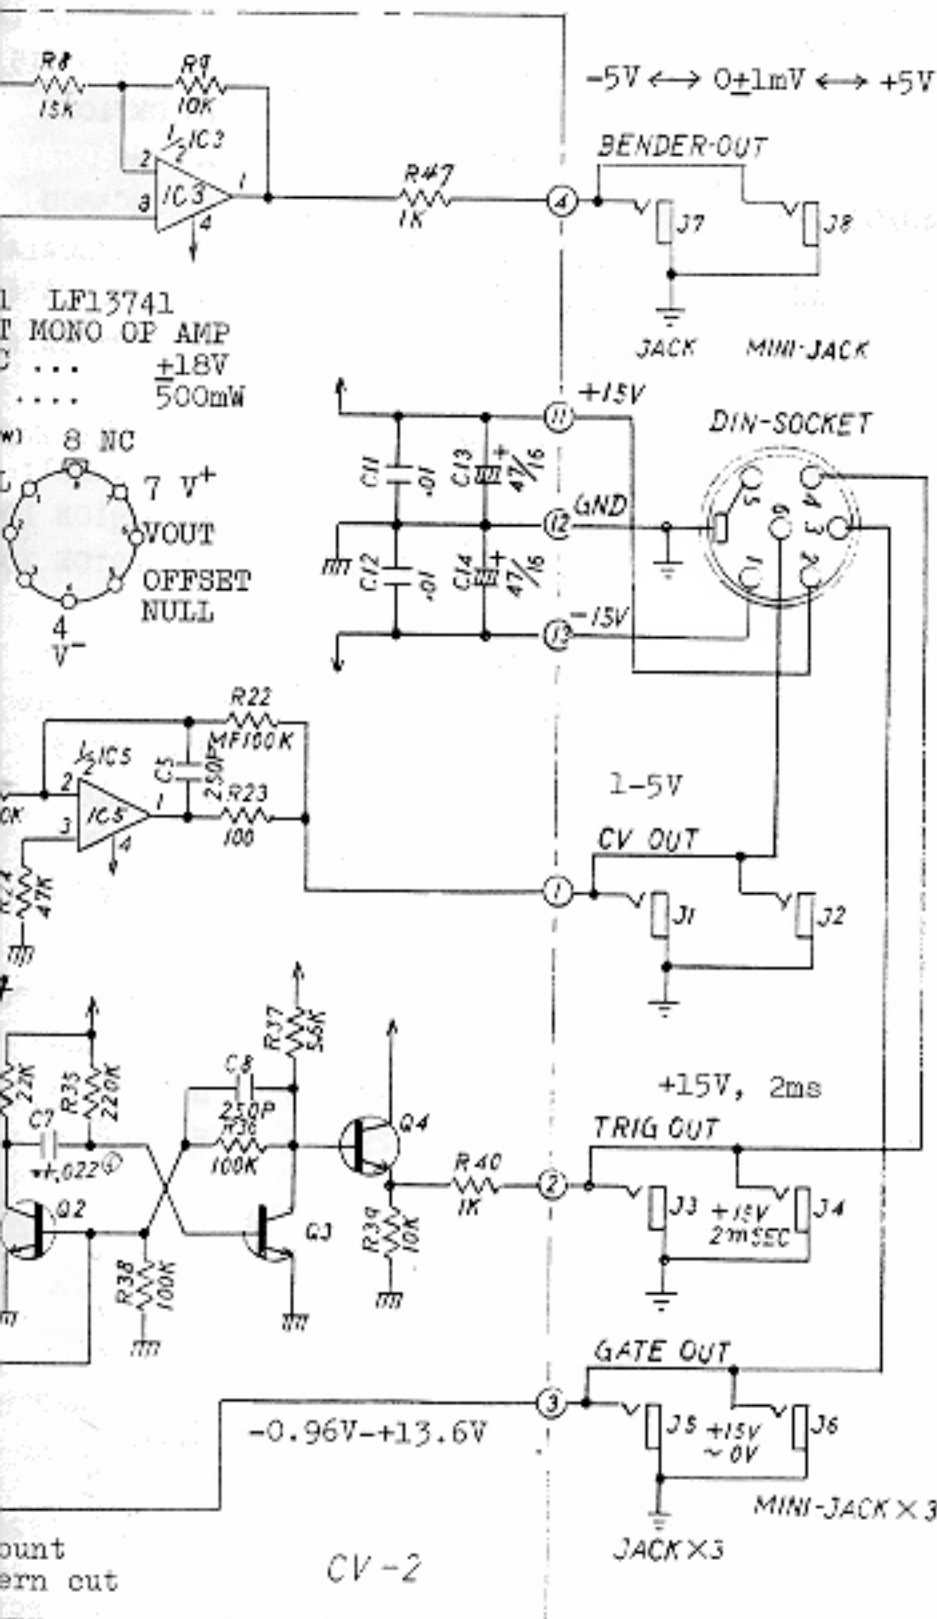 R8
15K
R9
10K
-5V ⟷ 0±1mV ⟷ +5V
1/2 IC3
2
IC3
1
8
4
R47
1K
4
BENDER-OUT
J7
J8
JACK
MINI-JACK
1 LF13741
T MONO OP AMP
C ... ±18V
.... 500mW
W)
8 NC
L
7 V+
VOUT
OFFSET
NULL
4
V-
11
+15V
C11
.01
C13
+
47/16
12
GND
C12
.01
C14
+
47/16
13
-15V
DIN-SOCKET
5
4
6
3
1
2
R22
MF100K
1/2 IC5
C5
250P
2
IC5
1
3
4
R23
100
0K
R24
47K
1-5V
CV OUT
1
J1
J2
22K
R35
220K
C7
.022
Q2
R38
100K
C8
250P
R36
100K
R37
56K
Q3
Q4
R39
10K
R40
1K
2
+15V, 2ms
TRIG OUT
J3
+15V
2mSEC
J4
GATE OUT
3
-0.96V-+13.6V
J5
+15V
~0V
J6
MINI-JACK×3
JACK×3
ount
ern cut
CV-2